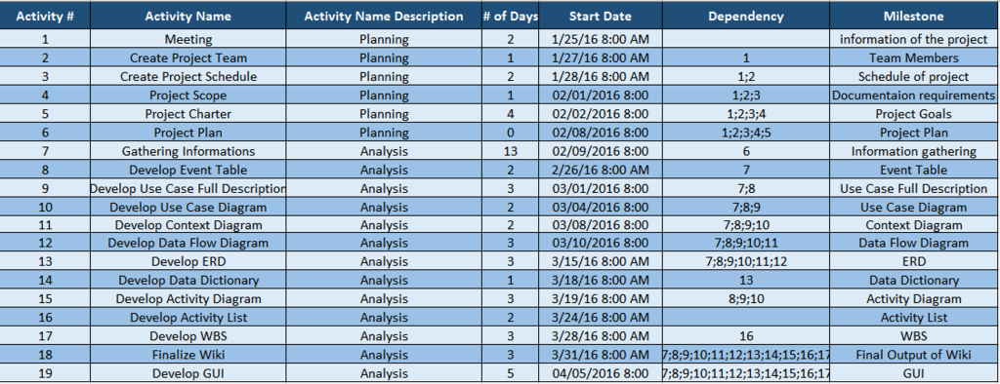 Activity # Activity Name Activity Name Description # of Days Start Date Dependency Milestone
1 Meeting Planning 2 1/25/16 8:00 AM information of the project
2 Create Project Team Planning 1 1/27/16 8:00 AM 1 Team Members
3 Create Project Schedule Planning 2 1/28/16 8:00 AM 1;2 Schedule of project
4 Project Scope Planning 1 02/01/2016 8:00 1;2;3 Documentaion requirements
5 Project Charter Planning 4 02/02/2016 8:00 1;2;3;4 Project Goals
6 Project Plan Planning 0 02/08/2016 8:00 1;2;3;4;5 Project Plan
7 Gathering Informations Analysis 13 02/09/2016 8:00 6 Information gathering
8 Develop Event Table Analysis 2 2/26/16 8:00 AM 7 Event Table
9 Develop Use Case Full Description Analysis 3 03/01/2016 8:00 7;8 Use Case Full Description
10 Develop Use Case Diagram Analysis 2 03/04/2016 8:00 7;8;9 Use Case Diagram
11 Develop Context Diagram Analysis 2 03/08/2016 8:00 7;8;9;10 Context Diagram
12 Develop Data Flow Diagram Analysis 3 03/10/2016 8:00 7;8;9;10;11 Data Flow Diagram
13 Develop ERD Analysis 3 3/15/16 8:00 AM 7;8;9;10;11;12 ERD
14 Develop Data Dictionary Analysis 1 3/18/16 8:00 AM 13 Data Dictionary
15 Develop Activity Diagram Analysis 3 3/19/16 8:00 AM 8;9;10 Activity Diagram
16 Develop Activity List Analysis 2 3/24/16 8:00 AM Activity List
17 Develop WBS Analysis 3 3/28/16 8:00 AM 16 WBS
18 Finalize Wiki Analysis 3 3/31/16 8:00 AM 7;8;9;10;11;12;13;14;15;16;17 Final Output of Wiki
19 Develop GUI Analysis 5 04/05/2016 8:00 7;8;9;10;11;12;13;14;15;16;17 GUI